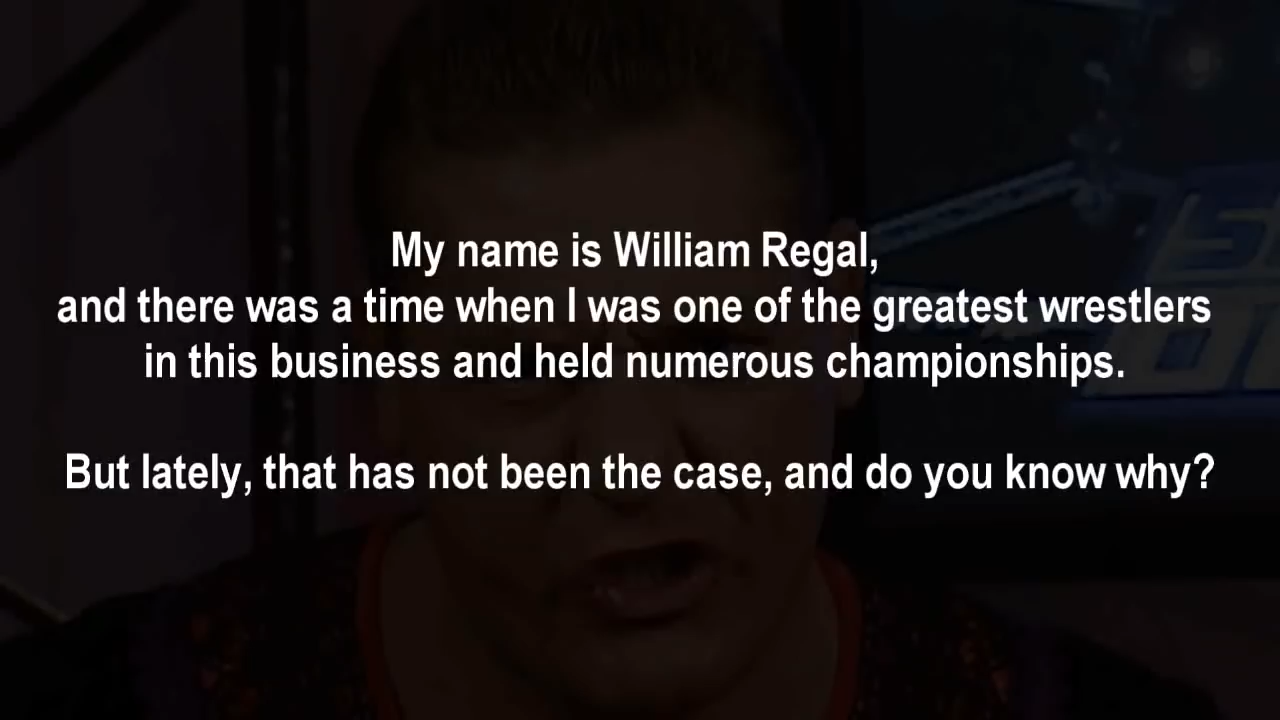 My name is William Regal,
and there was a time when I was one of the greatest wrestlers
in this business and held numerous championships.
But lately, that has not been the case, and do you know why?